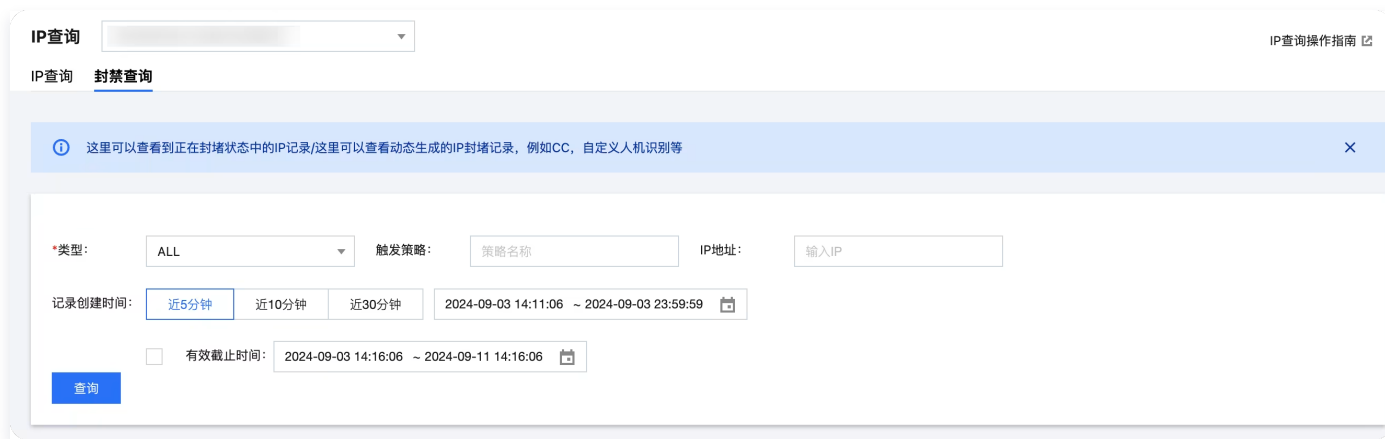 IP查询
IP查询操作指南
IP查询 封禁查询
这里可以查看到正在封堵状态中的IP记录/这里可以查看动态生成的IP封堵记录，例如CC，自定义人机识别等
*类型： ALL 触发策略： 策略名称 IP地址： 输入IP
记录创建时间： 近5分钟 近10分钟 近30分钟 2024-09-03 14:11:06 ~ 2024-09-03 23:59:59
有效截止时间： 2024-09-03 14:16:06 ~ 2024-09-11 14:16:06
查询